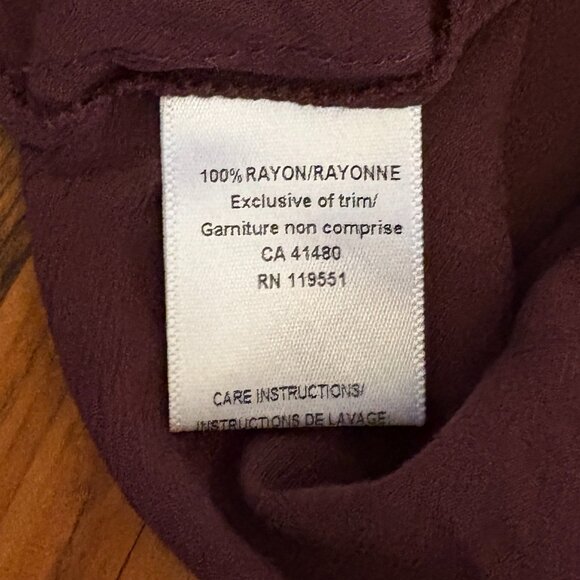 100% RAYON/RAYONNE
Exclusive of trim/
Garniture non comprise
CA 41480
RN 119551
CARE INSTRUCTIONS/
INSTRUCTIONS DE LAVAGE